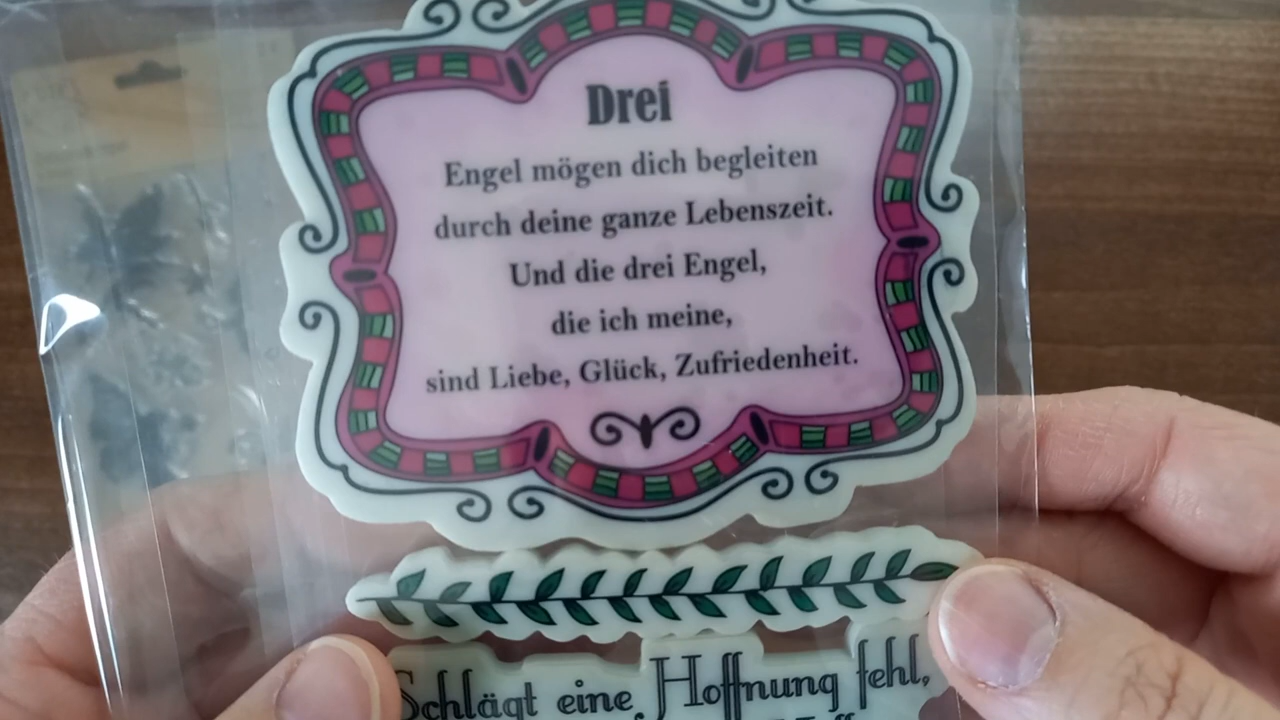 Drei
Engel mögen dich begleiten
durch deine ganze Lebenszeit.
Und die drei Engel,
die ich meine,
sind Liebe, Glück, Zufriedenheit.
Schlägt eine Hoffnung fehl,